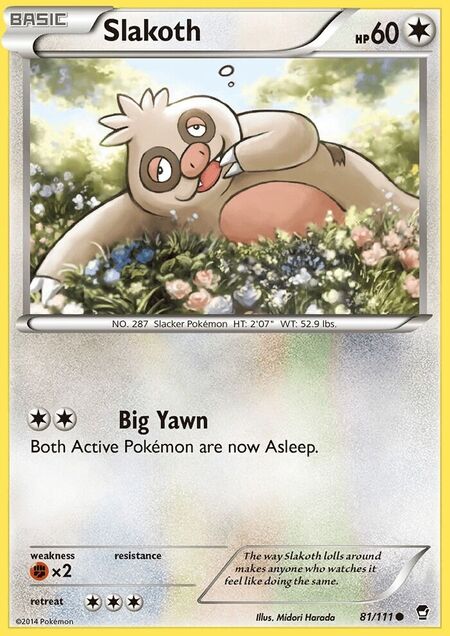 BASIC
Slakoth
HP60
NO. 287 Slacker Pokémon HT: 2'07" WT: 52.9 lbs.
Big Yawn
Both Active Pokémon are now Asleep.
weakness resistance
×2
The way Slakoth lolls around
makes anyone who watches it
feel like doing the same.
retreat
©2014 Pokémon
Illus. Midori Harada
81/111